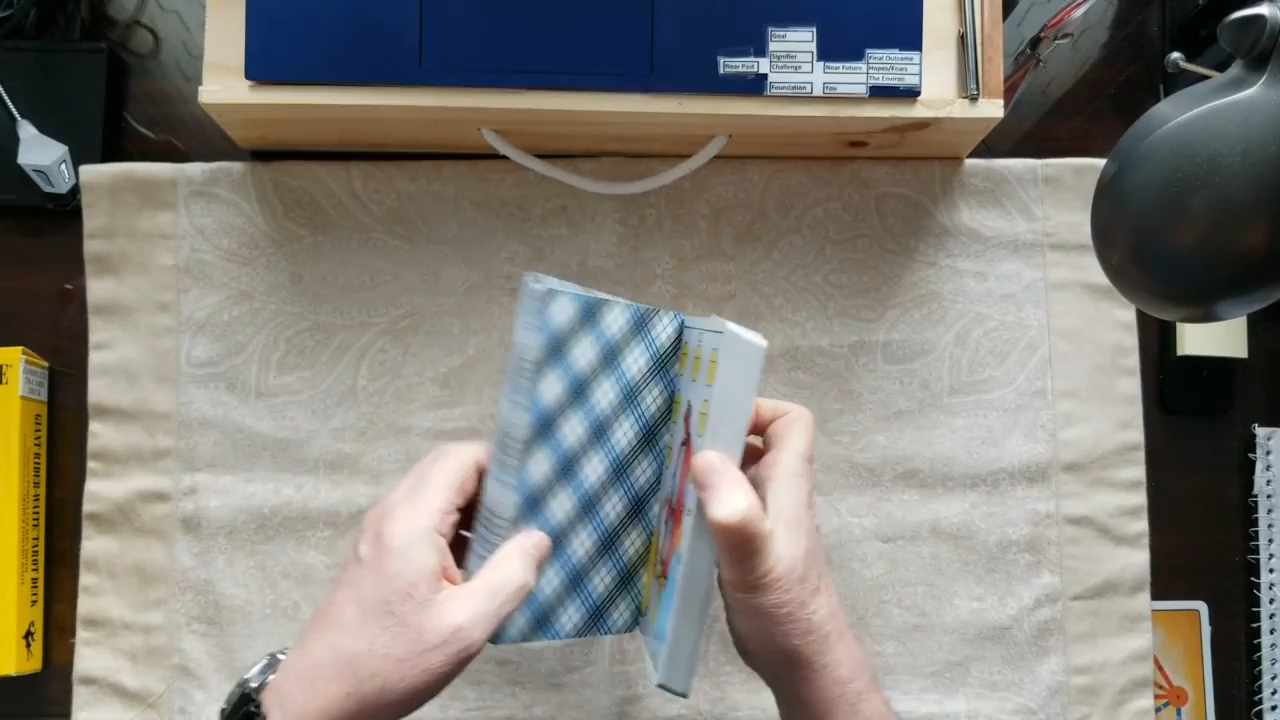 Goal
Signifier
Near Past
Challenge
Near Future
Final Outcome
Hopes/Fears
The Environ
Foundation
You
E
GIANT RIDER-WAITE TAROT DECK